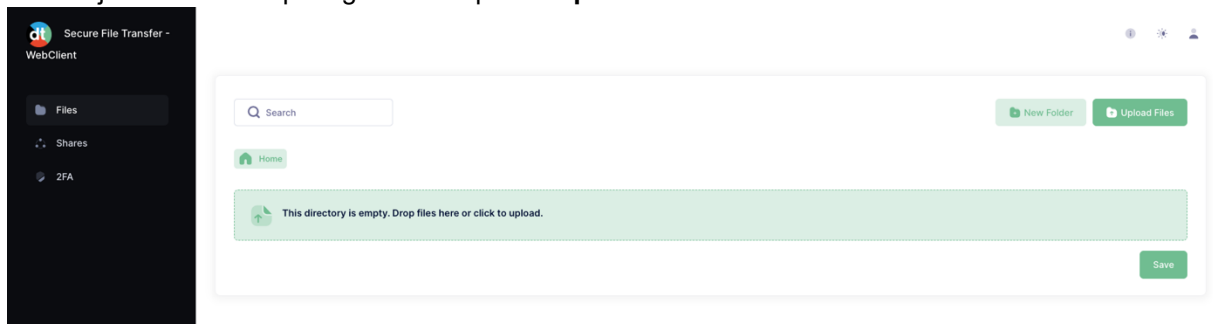 dt
Secure File Transfer -
WebClient
Files
Shares
2FA
Search
New Folder
Upload Files
Home
This directory is empty. Drop files here or click to upload.
Save